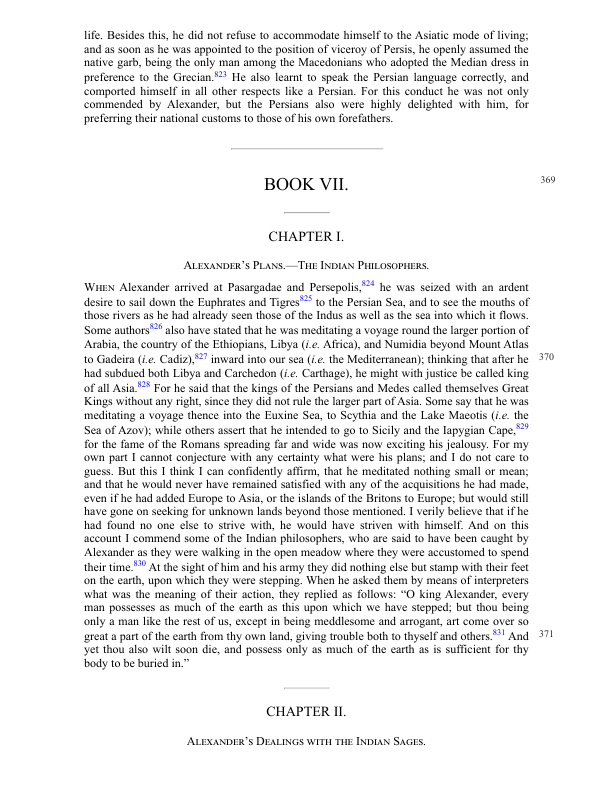 life. Besides this, he did not refuse to accommodate himself to the Asiatic mode of living;
and as soon as he was appointed to the position of viceroy of Persis, he openly assumed the
native garb, being the only man among the Macedonians who adopted the Median dress in
preference to the Grecian.823 He also learnt to speak the Persian language correctly, and
comported himself in all other respects like a Persian. For this conduct he was not only
commended by Alexander, but the Persians also were highly delighted with him, for
preferring their national customs to those of his own forefathers.
BOOK VII.
369
CHAPTER I.
Alexander’s Plans.—The Indian Philosophers.
When Alexander arrived at Pasargadae and Persepolis,824 he was seized with an ardent
desire to sail down the Euphrates and Tigres825 to the Persian Sea, and to see the mouths of
those rivers as he had already seen those of the Indus as well as the sea into which it flows.
Some authors826 also have stated that he was meditating a voyage round the larger portion of
Arabia, the country of the Ethiopians, Libya (i.e. Africa), and Numidia beyond Mount Atlas
to Gadeira (i.e. Cadiz),827 inward into our sea (i.e. the Mediterranean); thinking that after he
370
had subdued both Libya and Carchedon (i.e. Carthage), he might with justice be called king
of all Asia.828 For he said that the kings of the Persians and Medes called themselves Great
Kings without any right, since they did not rule the larger part of Asia. Some say that he was
meditating a voyage thence into the Euxine Sea, to Scythia and the Lake Maeotis (i.e. the
Sea of Azov); while others assert that he intended to go to Sicily and the Iapygian Cape,829
for the fame of the Romans spreading far and wide was now exciting his jealousy. For my
own part I cannot conjecture with any certainty what were his plans; and I do not care to
guess. But this I think I can confidently affirm, that he meditated nothing small or mean;
and that he would never have remained satisfied with any of the acquisitions he had made,
even if he had added Europe to Asia, or the islands of the Britons to Europe; but would still
have gone on seeking for unknown lands beyond those mentioned. I verily believe that if he
had found no one else to strive with, he would have striven with himself. And on this
account I commend some of the Indian philosophers, who are said to have been caught by
Alexander as they were walking in the open meadow where they were accustomed to spend
their time.830 At the sight of him and his army they did nothing else but stamp with their feet
on the earth, upon which they were stepping. When he asked them by means of interpreters
what was the meaning of their action, they replied as follows: “O king Alexander, every
man possesses as much of the earth as this upon which we have stepped; but thou being
only a man like the rest of us, except in being meddlesome and arrogant, art come over so
great a part of the earth from thy own land, giving trouble both to thyself and others.831 And
371
yet thou also wilt soon die, and possess only as much of the earth as is sufficient for thy
body to be buried in.”
CHAPTER II.
Alexander’s Dealings with the Indian Sages.